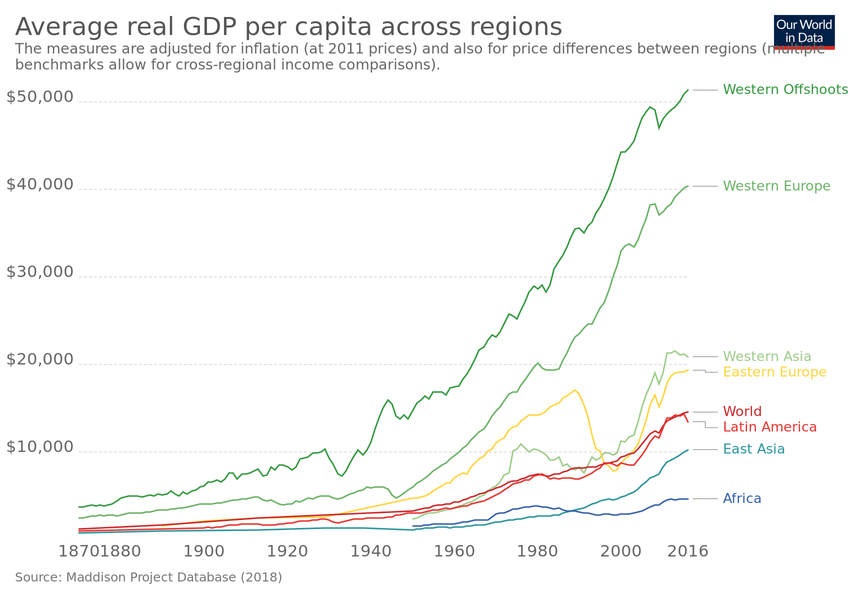 Average real GDP per capita across regions
Our World
in Data
The measures are adjusted for inflation (at 2011 prices) and also for price differences between regions (multiple
benchmarks allow for cross-regional income comparisons).
$50,000
$40,000
$30,000
$20,000
$10,000
Western Offshoots
Western Europe
Western Asia
Eastern Europe
World
Latin America
East Asia
Africa
1870 1880 1900 1920 1940 1960 1980 2000 2016
Source: Maddison Project Database (2018)